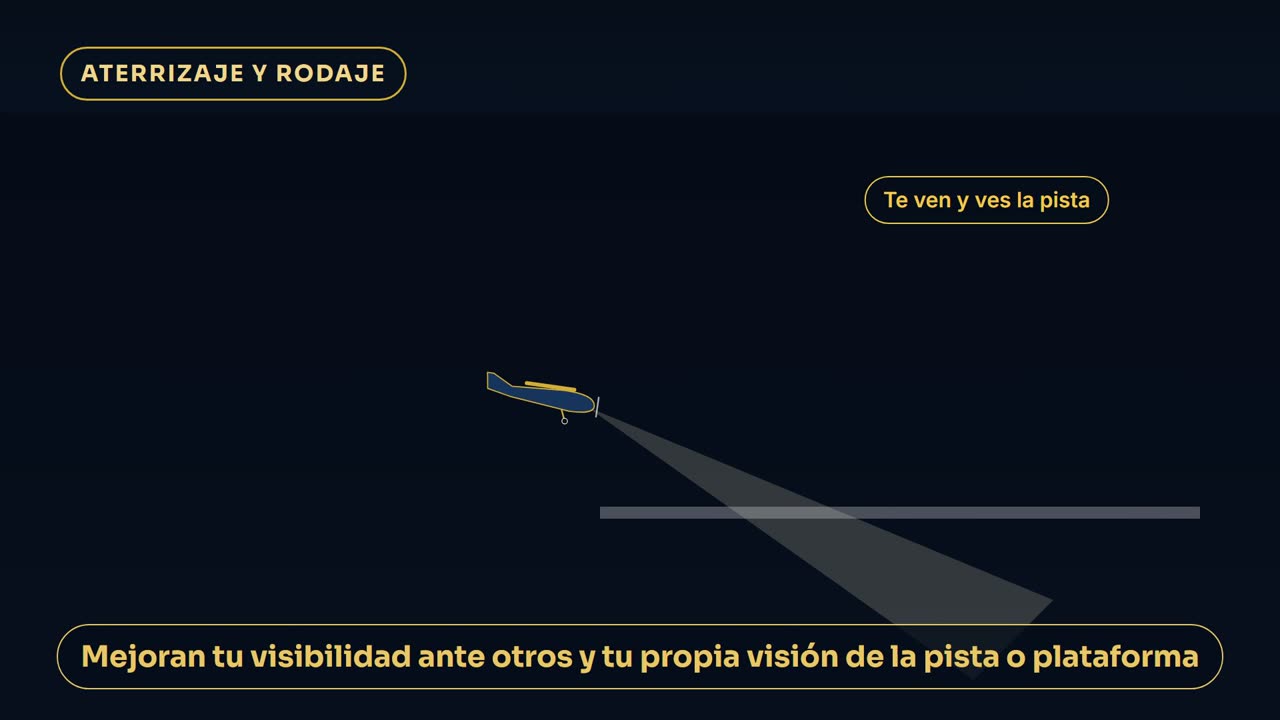 ATERRIZAJE Y RODAJE
Te ven y ves la pista
Mejoran tu visibilidad ante otros y tu propia visión de la pista o plataforma